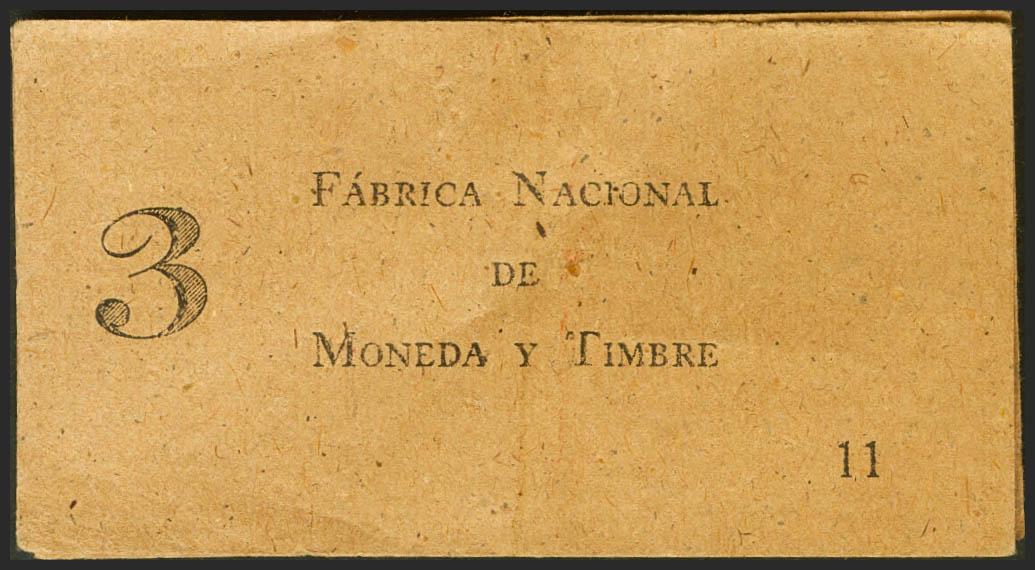 3
FÁBRICA NACIONAL
DE
MONEDA Y TIMBRE
11